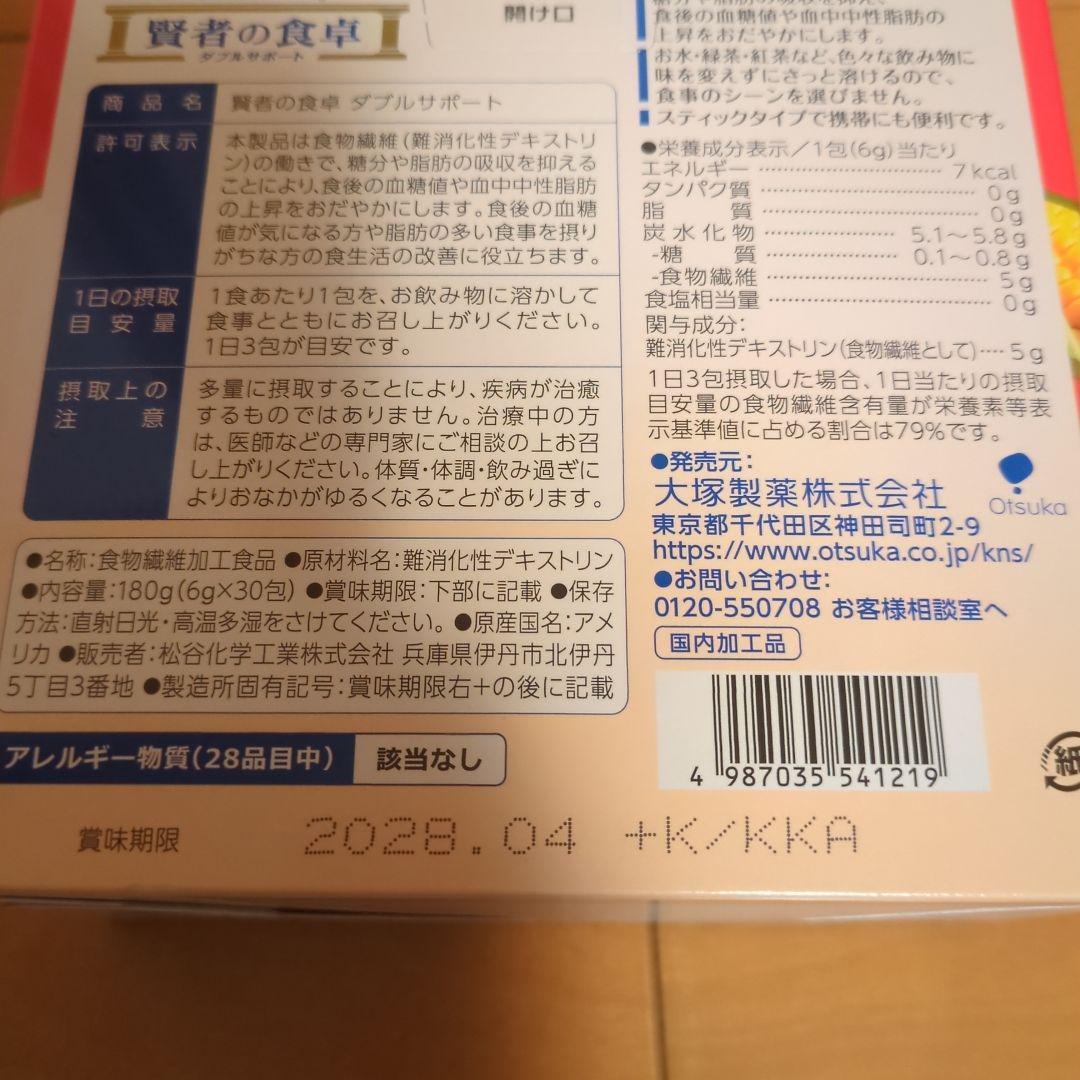 賢者の食卓
ダブルサポート
開け口
食後の血糖値や血中中性脂肪の
上昇をおだやかにします。
お水・緑茶・紅茶など、色々な飲み物に
味を変えずにさっと溶けるので、
食事のシーンを選びません。
スティックタイプで携帯にも便利です。
商品名 賢者の食卓 ダブルサポート
許可表示 本製品は食物繊維(難消化性デキストリ
ン)の働きで、糖分や脂肪の吸収を抑える
ことにより、食後の血糖値や血中中性脂肪
の上昇をおだやかにします。食後の血糖
値が気になる方や脂肪の多い食事を摂り
がちな方の食生活の改善に役立ちます。
1日の摂取
目安量
1食あたり1包を、お飲み物に溶かして
食事とともにお召し上がりください。
1日3包が目安です。
摂取上の
注意
多量に摂取することにより、疾病が治癒
するものではありません。治療中の方
は、医師などの専門家にご相談の上お召
し上がりください。体質・体調・飲み過ぎに
よりおなかがゆるくなることがあります。
●栄養成分表示/1包(6g)当たり
エネルギー 7kcal
タンパク質 0g
脂質 0g
炭水化物 5.1〜5.8g
-糖質 0.1〜0.8g
-食物繊維 5g
食塩相当量 0g
関与成分:
難消化性デキストリン(食物繊維として)‥‥5g
1日3包摂取した場合、1日当たりの摂取
目安量の食物繊維含有量が栄養素等表
示基準値に占める割合は79%です。
●発売元:
大塚製薬株式会社
Otsuka
東京都千代田区神田司町2-9
https://www.otsuka.co.jp/kns/
●お問い合わせ:
0120-550708 お客様相談室へ
国内加工品
●名称:食物繊維加工食品 ●原材料名:難消化性デキストリン
●内容量:180g(6g×30包) ●賞味期限:下部に記載 ●保存
方法:直射日光・高温多湿をさけてください。 ●原産国名:アメ
リカ ●販売者:松谷化学工業株式会社 兵庫県伊丹市北伊丹
5丁目3番地 ●製造所固有記号:賞味期限右+の後に記載
アレルギー物質(28品目中) 該当なし
4 987035 541219
紙
賞味期限 2028.04 +K/KKA